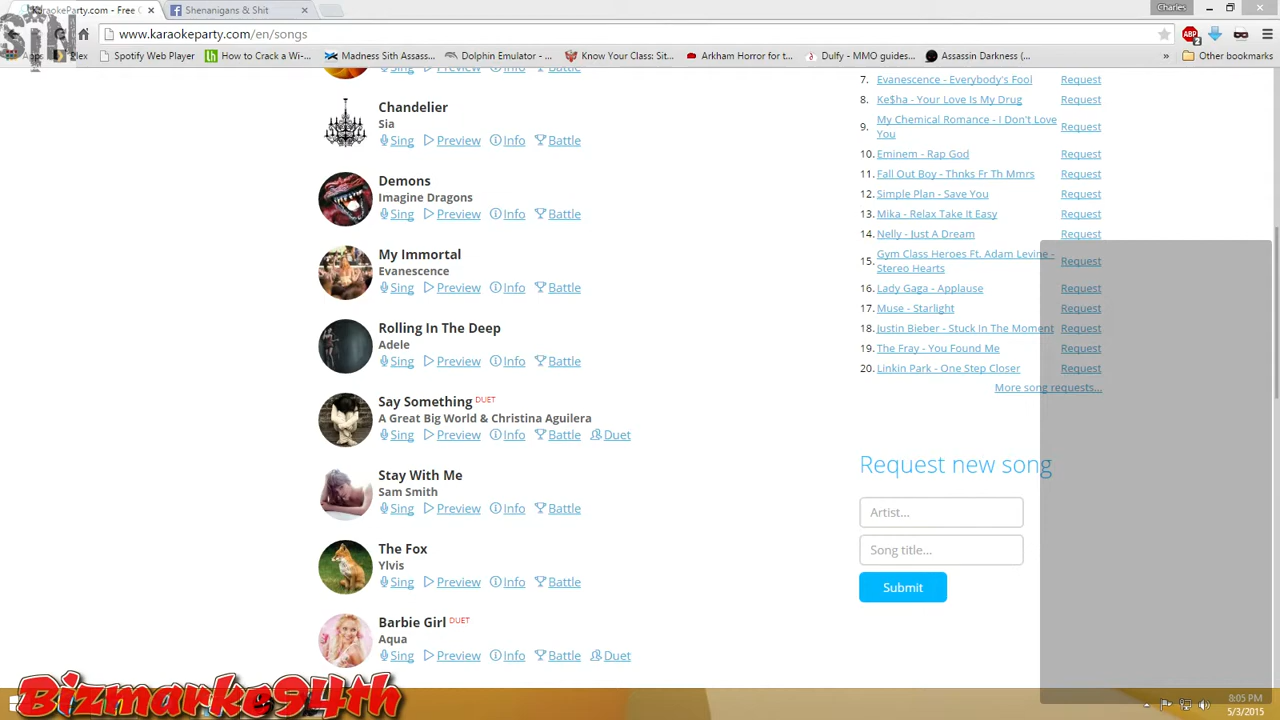 KaraokeParty.com - Free O
Shenanigans & Shit
Charles
www.karaokeparty.com/en/songs
Plex
Spotify Web Player
How to Crack a Wi-...
Madness Sith Assass...
Dolphin Emulator - ...
Know Your Class: Sit...
Arkham Horror for t...
Dulfy - MMO guides...
Assassin Darkness (...
»
Other bookmarks
Sing Preview Info Battle
Chandelier
Sia
Sing Preview Info Battle
Demons
Imagine Dragons
Sing Preview Info Battle
My Immortal
Evanescence
Sing Preview Info Battle
Rolling In The Deep
Adele
Sing Preview Info Battle
Say Something DUET
A Great Big World & Christina Aguilera
Sing Preview Info Battle Duet
Stay With Me
Sam Smith
Sing Preview Info Battle
The Fox
Ylvis
Sing Preview Info Battle
Barbie Girl DUET
Aqua
Sing Preview Info Battle Duet
7. Evanescence - Everybody's Fool Request
8. Ke$ha - Your Love Is My Drug Request
9. My Chemical Romance - I Don't Love
You Request
10. Eminem - Rap God Request
11. Fall Out Boy - Thnks Fr Th Mmrs Request
12. Simple Plan - Save You Request
13. Mika - Relax Take It Easy Request
14. Nelly - Just A Dream Request
15. Gym Class Heroes Ft. Adam Levine -
Stereo Hearts Request
16. Lady Gaga - Applause Request
17. Muse - Starlight Request
18. Justin Bieber - Stuck In The Moment Request
19. The Fray - You Found Me Request
20. Linkin Park - One Step Closer Request
More song requests...
Request new song
Artist...
Song title...
Submit
Bizmarke94th
8:05 PM
5/3/2015